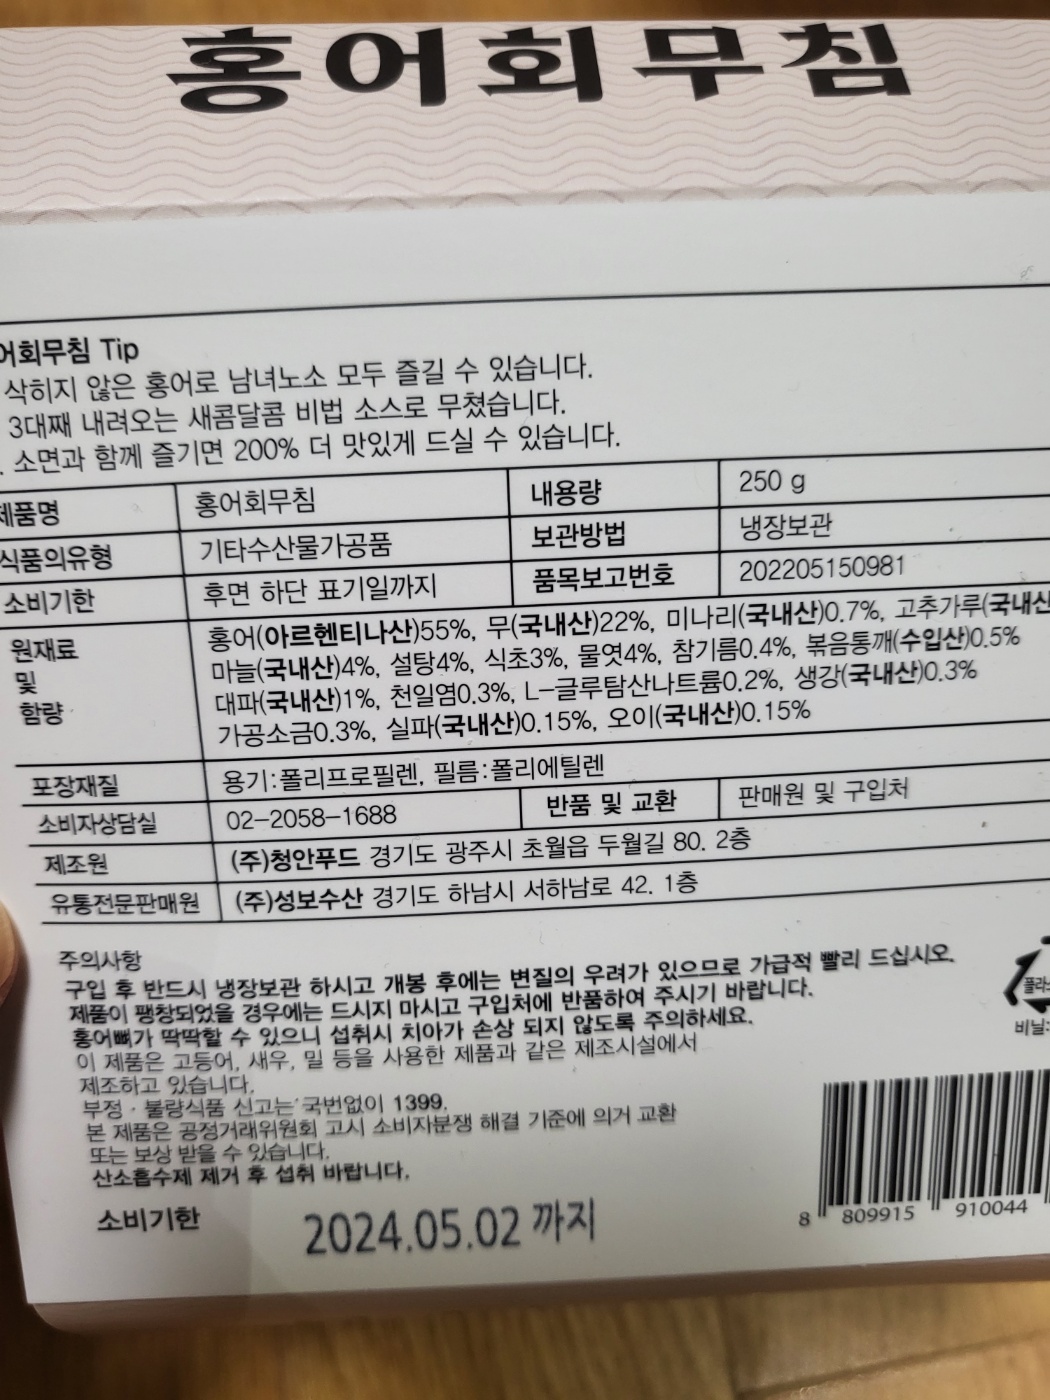 홍어회무침
어회무침 Tip
삭히지 않은 홍어로 남녀노소 모두 즐길 수 있습니다.
3대째 내려오는 새콤달콤 비법 소스로 무쳤습니다.
. 소면과 함께 즐기면 200% 더 맛있게 드실 수 있습니다.
제품명 홍어회무침 내용량 250 g
식품의유형 기타수산물가공품 보관방법 냉장보관
소비기한 후면 하단 표기일까지 품목보고번호 202205150981
원재료 및 함량
홍어(아르헨티나산)55%, 무(국내산)22%, 미나리(국내산)0.7%, 고추가루(국내산
마늘(국내산)4%, 설탕4%, 식초3%, 물엿4%, 참기름0.4%, 볶음통깨(수입산)0.5%
대파(국내산)1%, 천일염0.3%, L-글루탐산나트륨0.2%, 생강(국내산)0.3%
가공소금0.3%, 실파(국내산)0.15%, 오이(국내산)0.15%
포장재질 용기:폴리프로필렌, 필름:폴리에틸렌
소비자상담실 02-2058-1688 반품 및 교환 판매원 및 구입처
제조원 (주)청안푸드 경기도 광주시 초월읍 두월길 80. 2층
유통전문판매원 (주)성보수산 경기도 하남시 서하남로 42. 1층
주의사항
구입 후 반드시 냉장보관 하시고 개봉 후에는 변질의 우려가 있으므로 가급적 빨리 드십시오.
제품이 팽창되었을 경우에는 드시지 마시고 구입처에 반품하여 주시기 바랍니다.
홍어뼈가 딱딱할 수 있으니 섭취시 치아가 손상 되지 않도록 주의하세요.
이 제품은 고등어, 새우, 밀 등을 사용한 제품과 같은 제조시설에서
제조하고 있습니다.
부정 · 불량식품 신고는 국번없이 1399.
본 제품은 공정거래위원회 고시 소비자분쟁 해결 기준에 의거 교환
또는 보상 받을 수 있습니다.
산소흡수제 제거 후 섭취 바랍니다.
플라
비닐:
소비기한 2024.05.02 까지
8 809915 910044